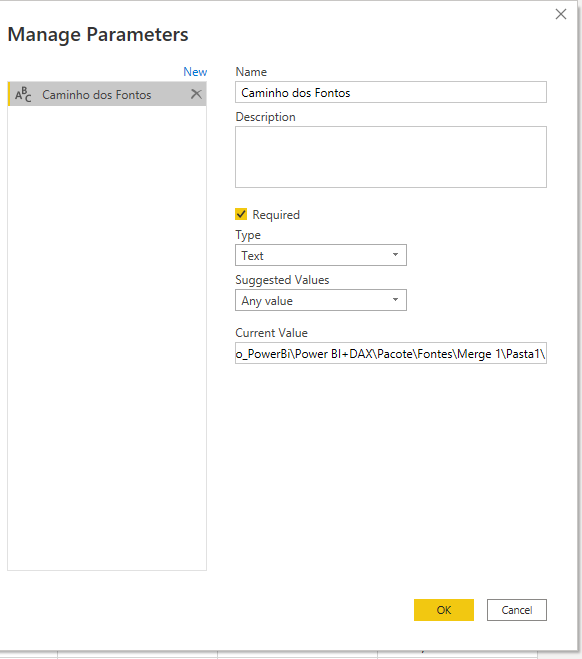 Manage Parameters
New
ABC Caminho dos Fontos
Name
Caminho dos Fontos
Description
Required
Type
Text
Suggested Values
Any value
Current Value
o_PowerBi\Power BI+DAX\Pacote\Fontes\Merge 1\Pasta1\
OK
Cancel